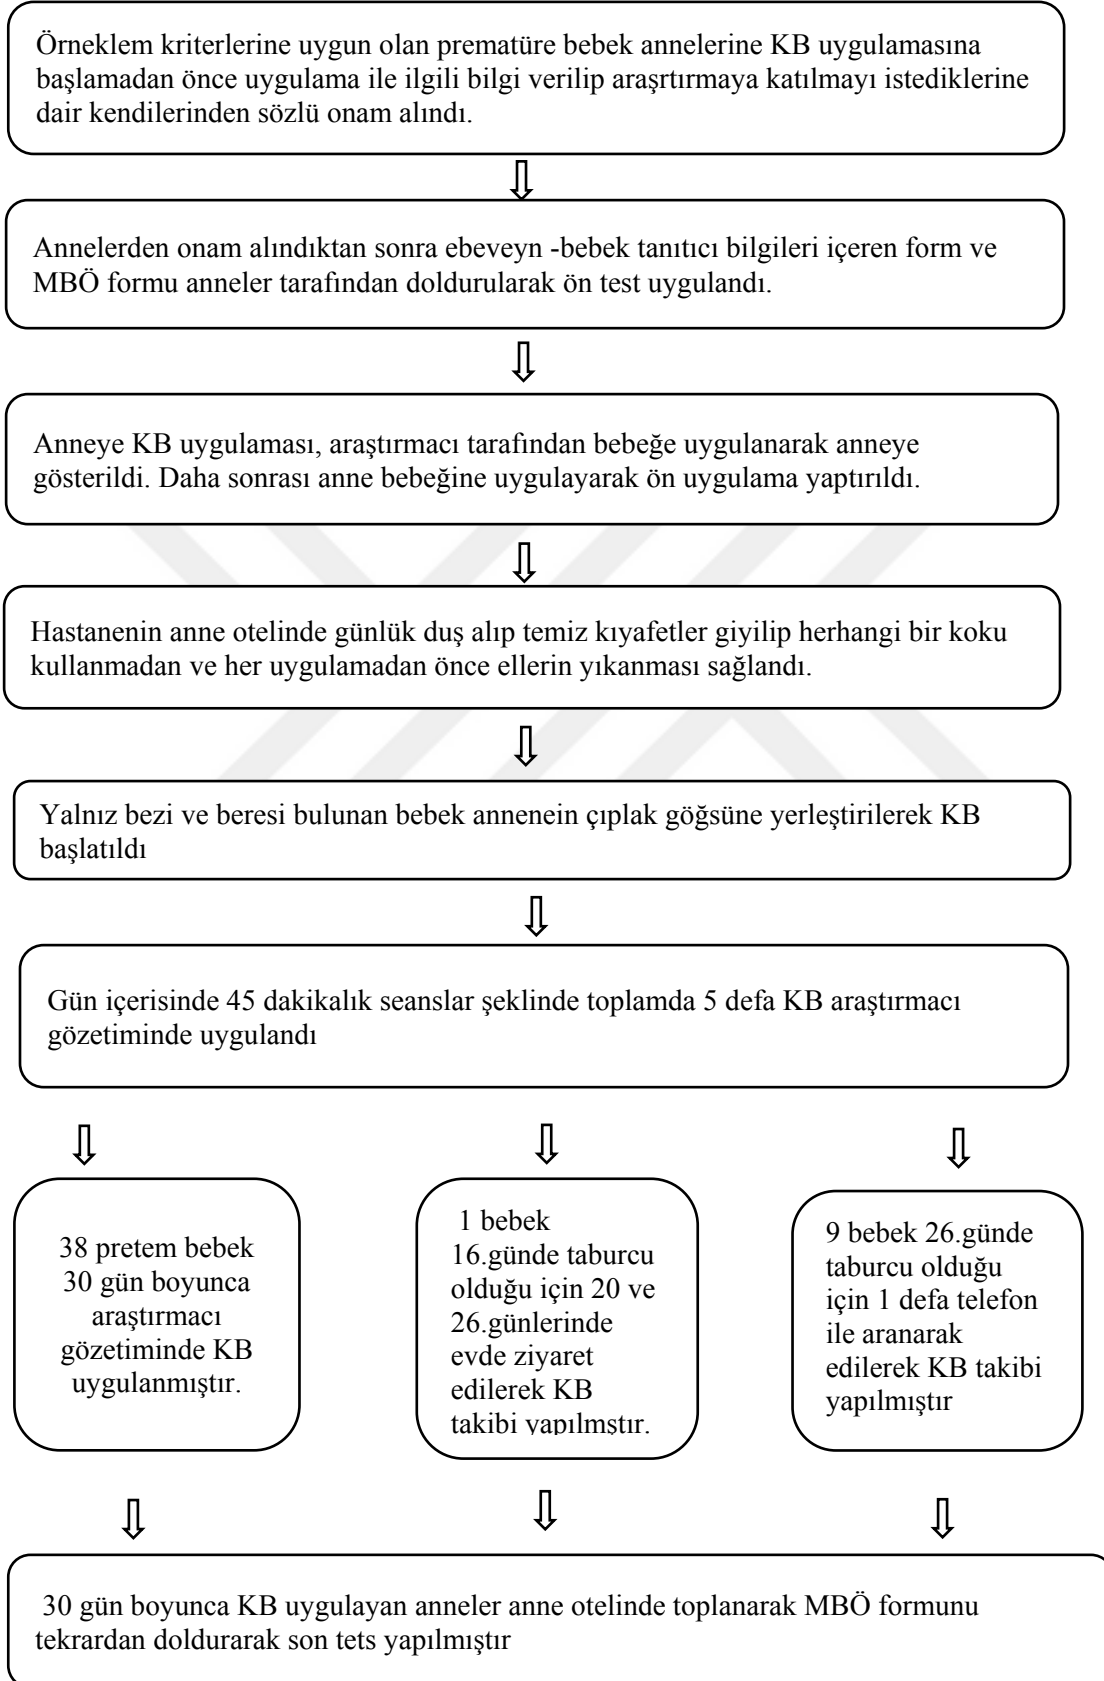 Örneklem kriterlerine uygun olan prematüre bebek annelerine KB uygulamasına
başlamadan önce uygulama ile ilgili bilgi verilip araşrtırmaya katılmayı istediklerine
dair kendilerinden sözlü onam alındı.
Annelerden onam alındıktan sonra ebeveyn -bebek tanıtıcı bilgileri içeren form ve
MBÖ formu anneler tarafından doldurularak ön test uygulandı.
Anneye KB uygulaması, araştırmacı tarafından bebeğe uygulanarak anneye
gösterildi. Daha sonrası anne bebeğine uygulayarak ön uygulama yaptırıldı.
Hastanenin anne otelinde günlük duş alıp temiz kıyafetler giyilip herhangi bir koku
kullanmadan ve her uygulamadan önce ellerin yıkanması sağlandı.
Yalnız bezi ve beresi bulunan bebek annenein çıplak göğsüne yerleştirilerek KB
başlatıldı
Gün içerisinde 45 dakikalık seanslar şeklinde toplamda 5 defa KB araştırmacı
gözetiminde uygulandı
38 pretem bebek
30 gün boyunca
araştırmacı
gözetiminde KB
uygulanmıştır.
1 bebek
16.günde taburcu
olduğu için 20 ve
26.günlerinde
evde ziyaret
edilerek KB
takibi yapılmştır.
9 bebek 26.günde
taburcu olduğu
için 1 defa telefon
ile aranarak
edilerek KB takibi
yapılmıştır
30 gün boyunca KB uygulayan anneler anne otelinde toplanarak MBÖ formunu
tekrardan doldurarak son tets yapılmıştır